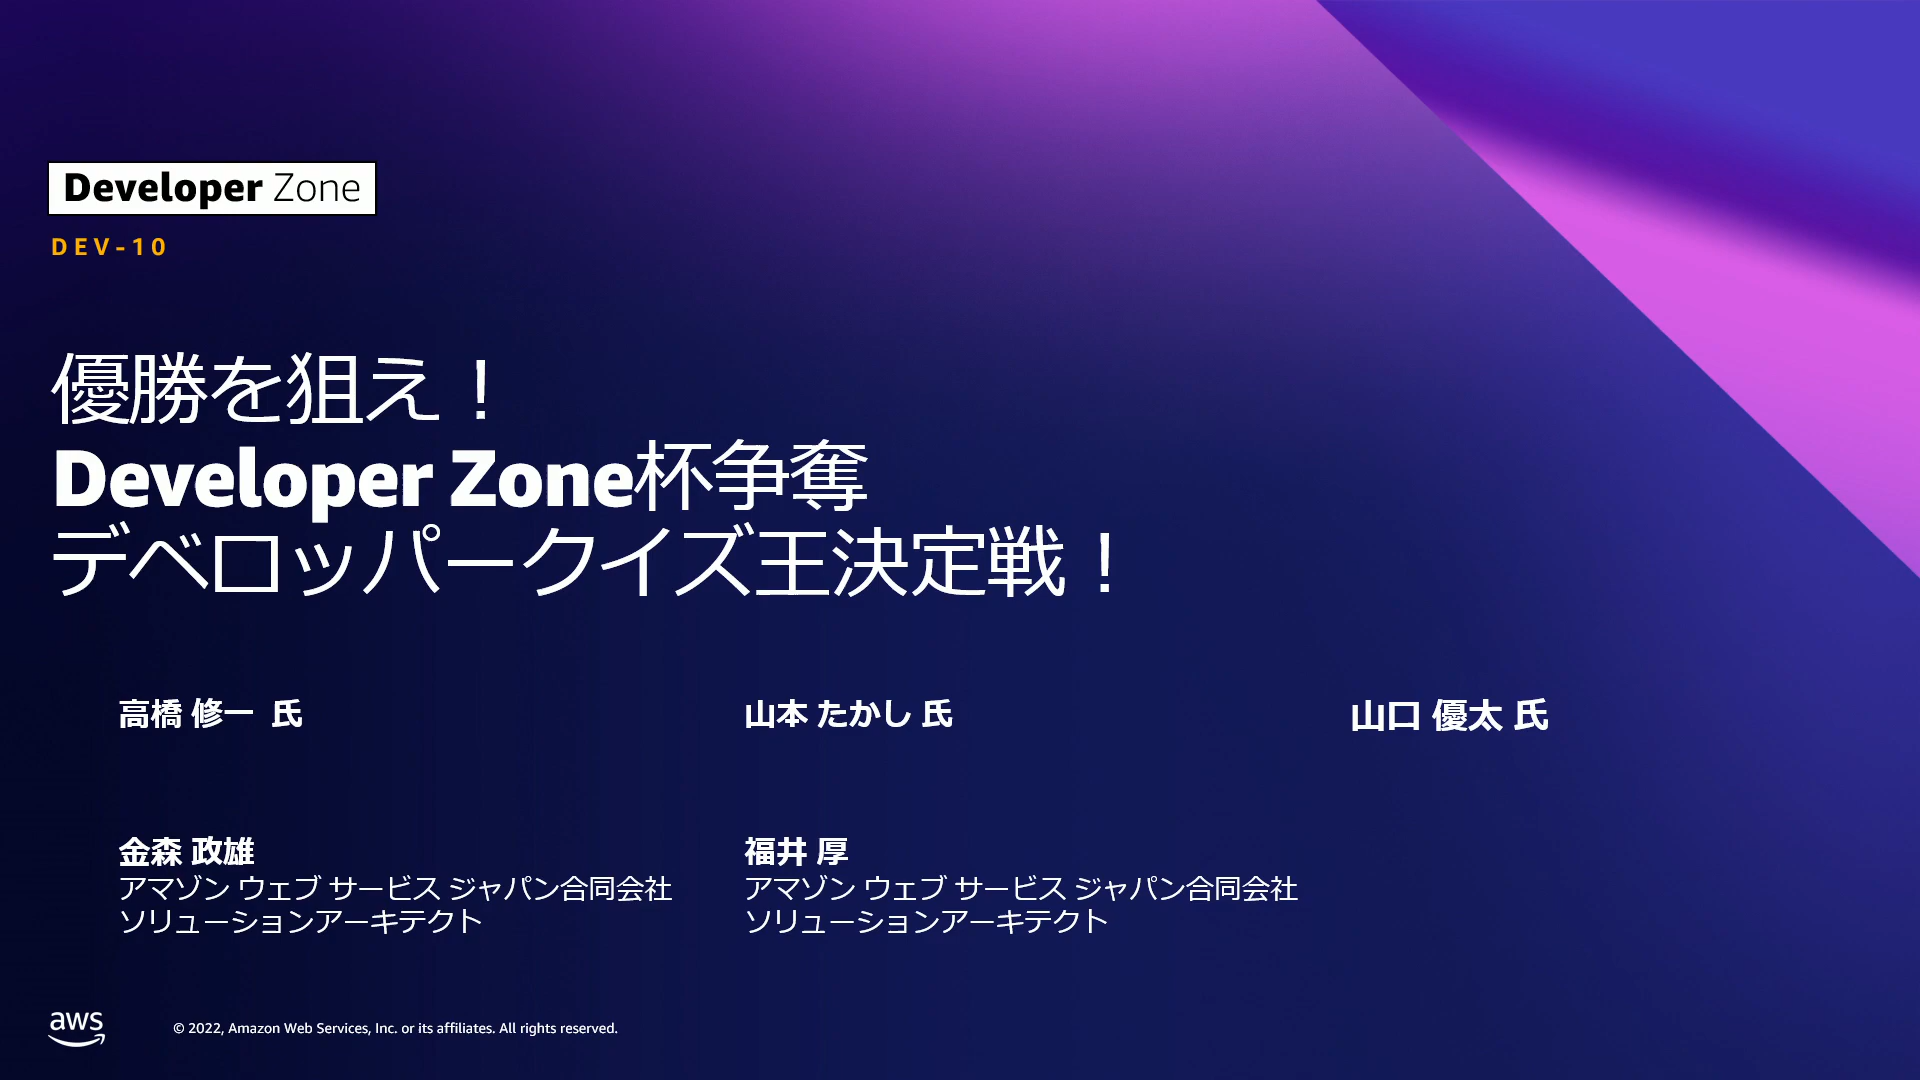 Developer Zone
DEV-10
優勝を狙え！
Developer Zone杯争奪
デベロッパークイズ王決定戦！
高橋 修一 氏
山本 たかし 氏
山口 優太 氏
金森 政雄
アマゾン ウェブ サービス ジャパン合同会社
ソリューションアーキテクト
福井 厚
アマゾン ウェブ サービス ジャパン合同会社
ソリューションアーキテクト
aws
© 2022, Amazon Web Services, Inc. or its affiliates. All rights reserved.